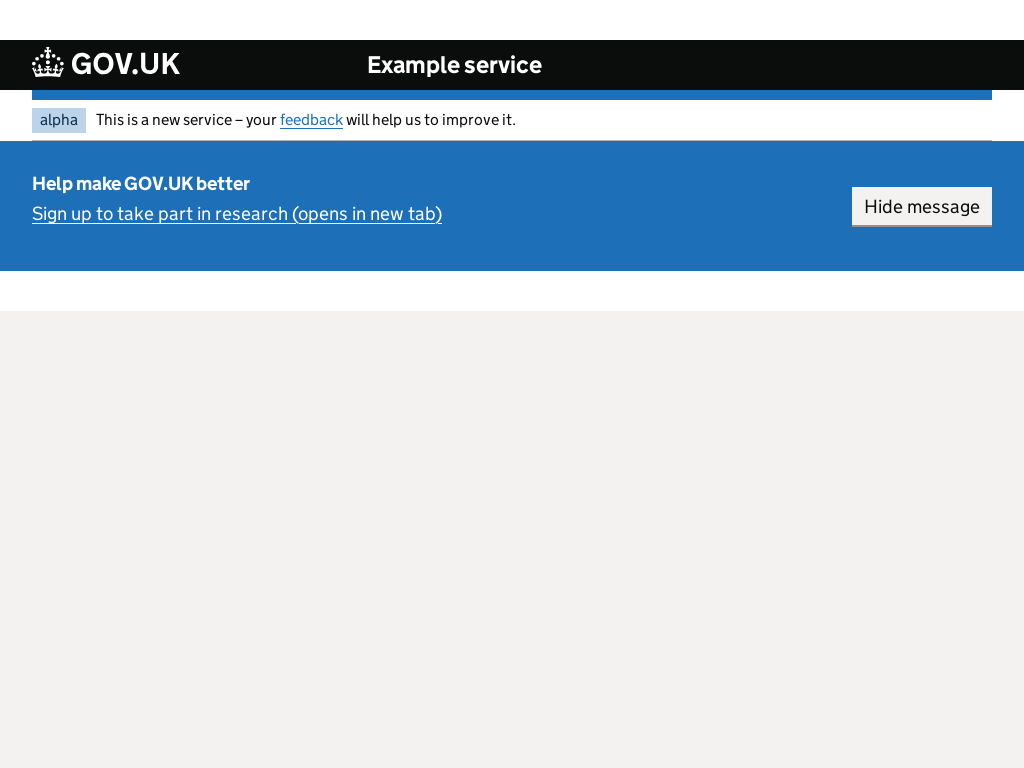 GOV.UK
Example service
alpha
This is a new service – your feedback will help us to improve it.
Help make GOV.UK better
Sign up to take part in research (opens in new tab)
Hide message